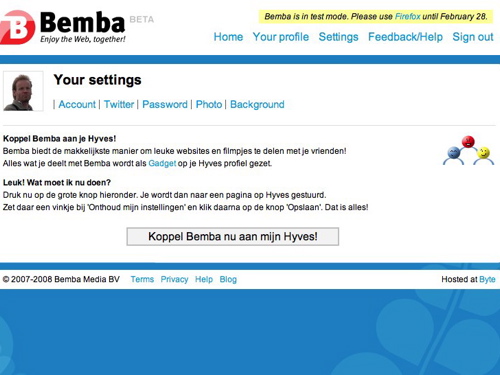 B Bemba BETA
Enjoy the Web, together!
Bemba is in test mode. Please use Firefox until February 28.
Home Your profile Settings Feedback/Help Sign out
Your settings
| Account | Twitter | Password | Photo | Background
Koppel Bemba aan je Hyves!
Bemba biedt de makkelijkste manier om leuke websites en filmpjes te delen met je vrienden!
Alles wat je deelt met Bemba wordt als Gadget op je Hyves profiel gezet.
Leuk! Wat moet ik nu doen?
Druk nu op de grote knop hieronder. Je wordt dan naar een pagina op Hyves gestuurd.
Zet daar een vinkje bij 'Onthoud mijn instellingen' en klik daarna op de knop 'Opslaan'. Dat is alles!
Koppel Bemba nu aan mijn Hyves!
© 2007-2008 Bemba Media BV Terms Privacy Help Blog Hosted at Byte